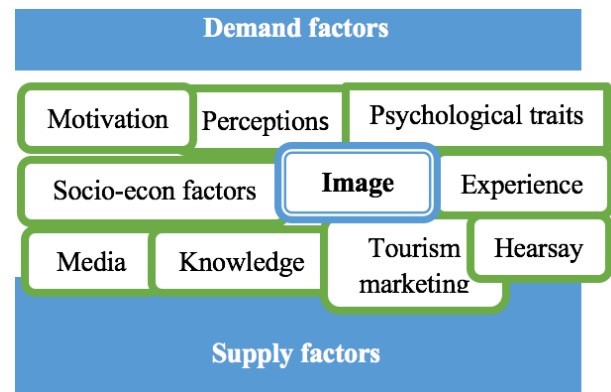 Demand factors
Motivation
Perceptions
Psychological traits
Socio-econ factors
Image
Experience
Media
Knowledge
Tourism
marketing
Hearsay
Supply factors